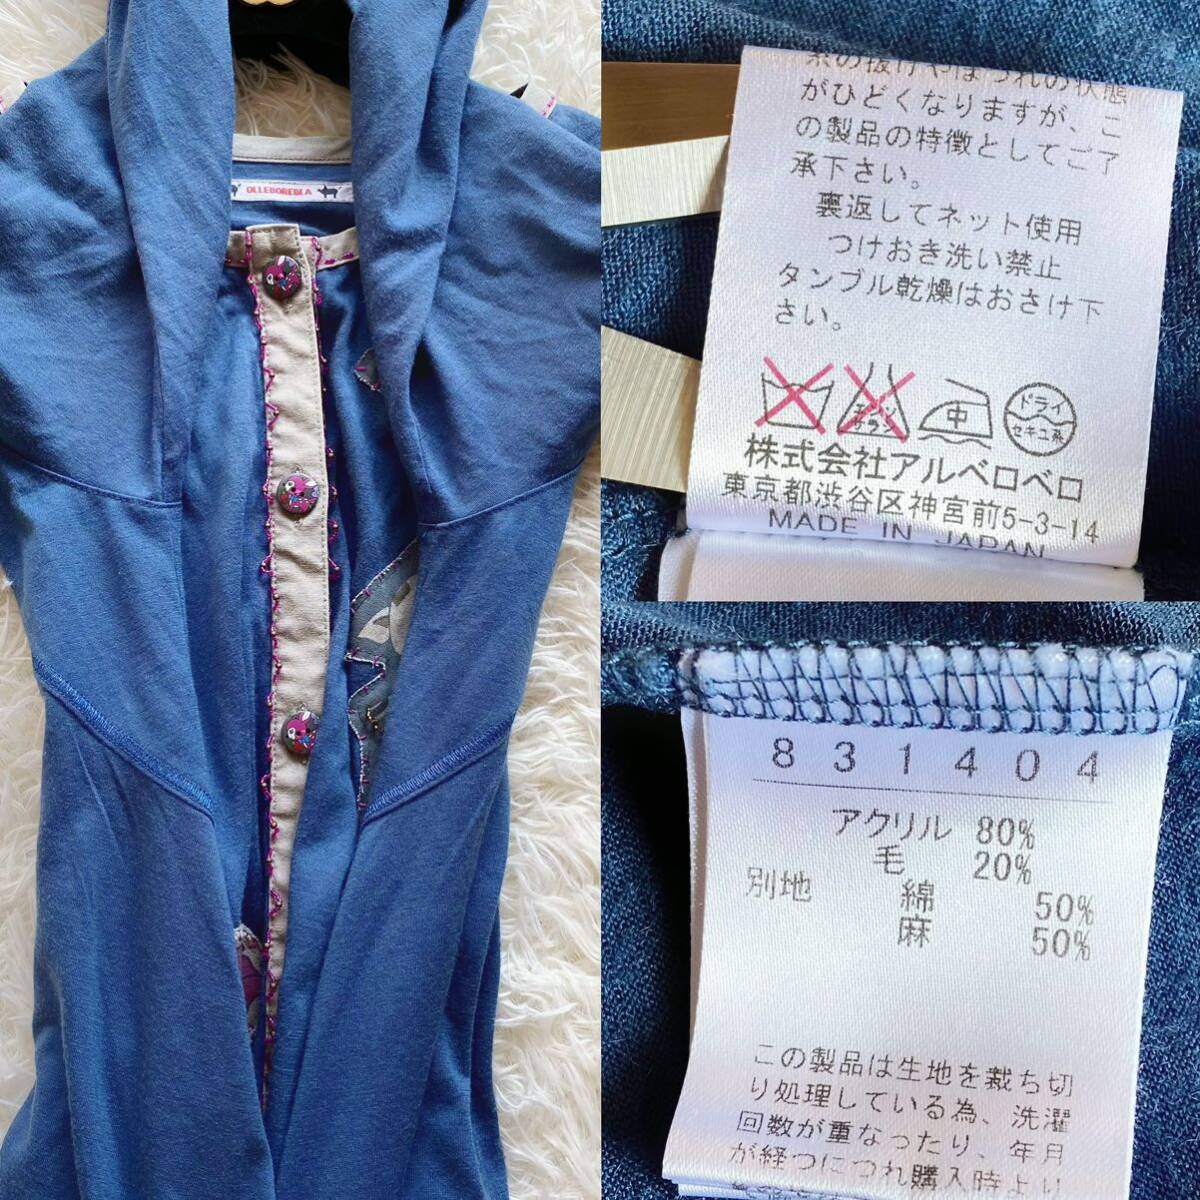 OLLEBOREBLA
糸の抜けやほつれの状態
がひどくなりますが、こ
の製品の特徴としてご了
承下さい。
裏返してネット使用
つけおき洗い禁止
タンブル乾燥はおさけ下
さい。
エンソ
サラシ
中
ドライ
セキユ系
株式会社アルベロベロ
東京都渋谷区神宮前5-3-14
MADE IN JAPAN
831404
アクリル 80%
毛 20%
別地 綿 50%
麻 50%
この製品は生地を裁ち切
り処理している為、洗濯
回数が重なったり、年月
が経つにつれ購入時より